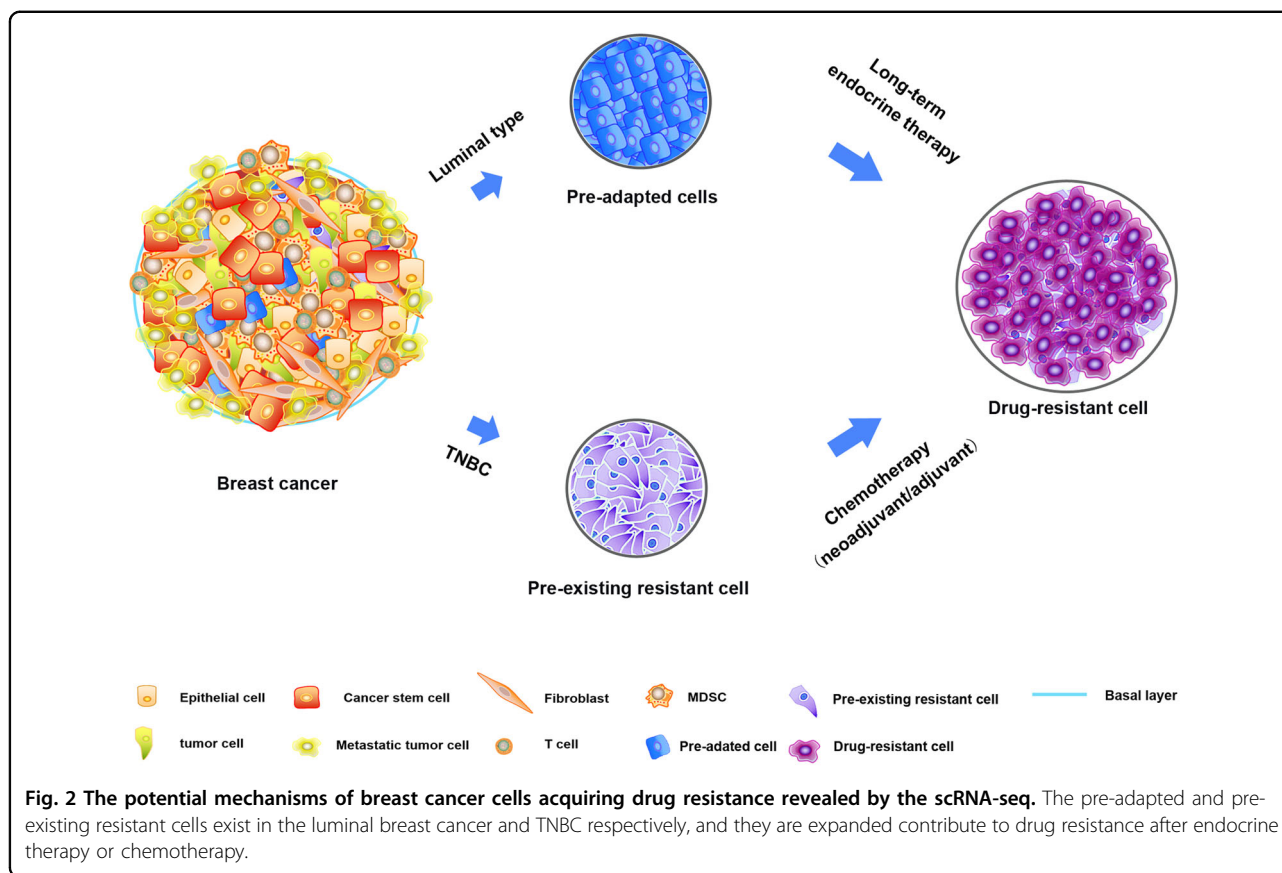 Luminal type
Pre-adapted cells
Long-term
endocrine therapy
Breast cancer
TNBC
Pre-existing resistant cell
Chemotherapy
(neoadjuvant/adjuvant)
Drug-resistant cell
Epithelial cell
Cancer stem cell
Fibroblast
MDSC
Pre-existing resistant cell
Basal layer
tumor cell
Metastatic tumor cell
T cell
Pre-adated cell
Drug-resistant cell
Fig. 2 The potential mechanisms of breast cancer cells acquiring drug resistance revealed by the scRNA-seq. The pre-adapted and pre-
existing resistant cells exist in the luminal breast cancer and TNBC respectively, and they are expanded contribute to drug resistance after endocrine
therapy or chemotherapy.